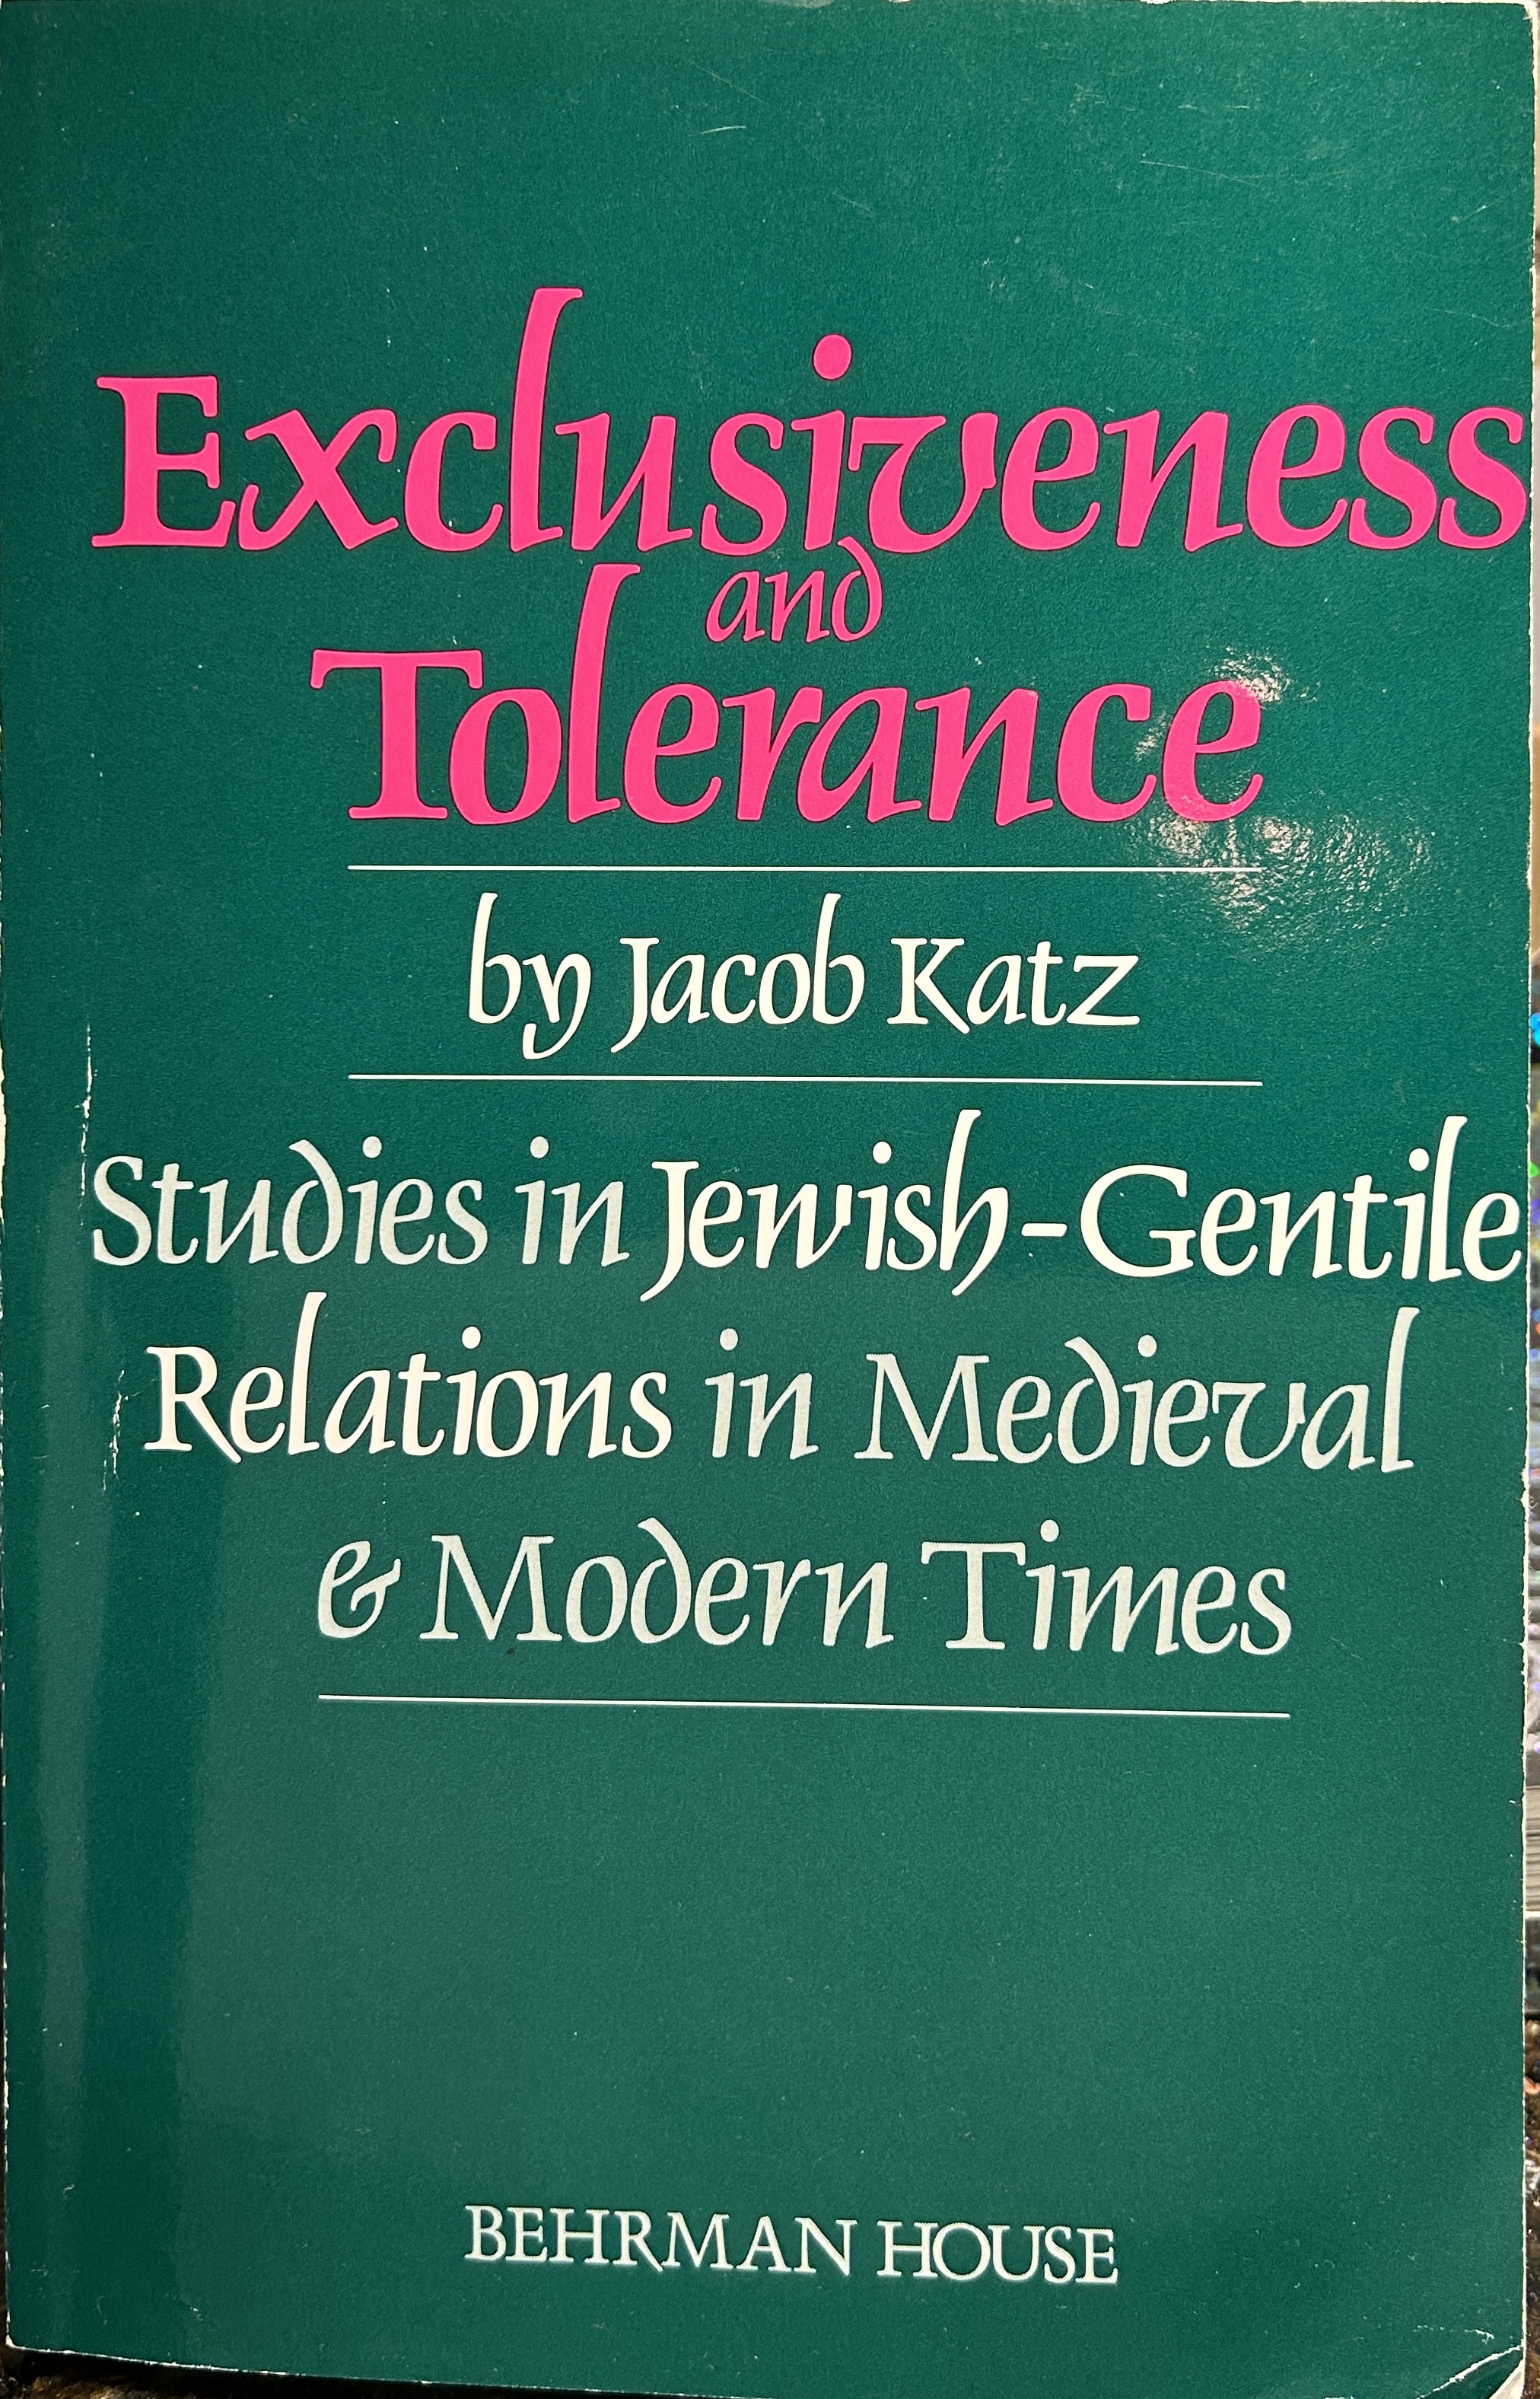 Exclusiveness
and
Tolerance
by Jacob Katz
Studies in Jewish-Gentile
Relations in Medieval
& Modern Times
BEHRMAN HOUSE